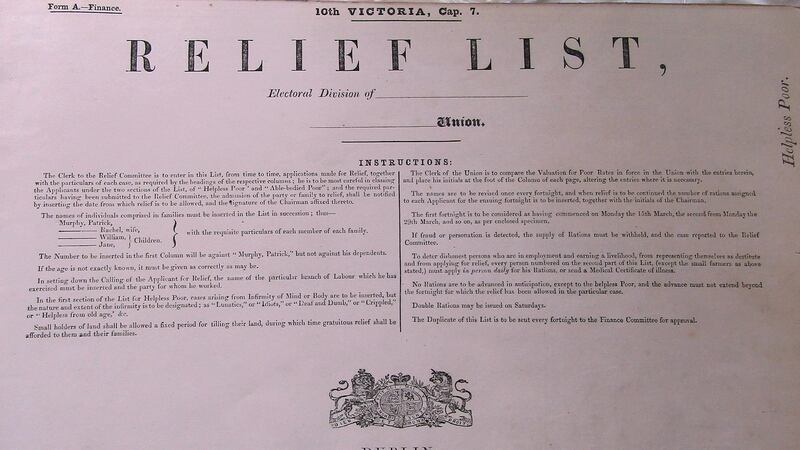 Form A.—Finance.
10th VICTORIA, Cap. 7.
RELIEF LIST,
Electoral Division of
Union.
Helpless Poor.
INSTRUCTIONS:
The Clerk to the Relief Committee is to enter in this List, from time to time, applications made for Relief, together
with the particulars of each case, as required by the headings of the respective columns; he is to be most careful in classing
the Applicants under the two sections of the List, of "Helpless Poor" and "Able-bodied Poor"; and the required par-
ticulars having been submitted to the Relief Committee, the admission of the party or family to relief, shall be notified
by inserting the date from which relief is to be allowed, and the signature of the Chairman affixed thereto.
The names of individuals comprised in families must be inserted in the List in succession; thus—
Murphy, Patrick,
Rachel, wife,
William,
Jane,
Children.
with the requisite particulars of each member of each family.
The Number to be inserted in the first Column will be against "Murphy, Patrick," but not against his dependents.
If the age is not exactly known, it must be given as correctly as may be.
In setting down the Calling of the Applicant for Relief, the name of the particular branch of Labour which he has
exercised must be inserted and the party for whom he worked.
In the first section of the List for Helpless Poor, cases arising from Infirmity of Mind or Body are to be inserted, but
the nature and extent of the infirmity is to be designated; as "Lunatics," or "Idiots," or "Deaf and Dumb," or "Crippled,"
or "Helpless from old age,' &c.
Small holders of land shall be allowed a fixed period for tilling their land, during which time gratuitous relief shall be
afforded to them and their families.
The Clerk of the Union is to compare the Valuation for Poor Rates in force in the Union with the entries herein,
and place his initials at the foot of the Column of each page, altering the entries where it is necessary.
The names are to be revised once every fortnight, and when relief is to be continued the number of rations assigned
to each Applicant for the ensuing fortnight is to be inserted, together with the initials of the Chairman.
The first fortnight is to be considered as having commenced on Monday the 15th March, the second from Monday the
29th March, and so on, as per enclosed specimen.
If fraud or personation is detected, the supply of Rations must be withheld, and the case reported to the Relief
Committee.
To deter dishonest persons who are in employment and earning a livelihood, from representing themselves as destitute
and from applying for relief, every person numbered on the second part of this List, (except the small farmers as above
stated,) must apply in person daily for his Rations, or send a Medical Certificate of illness.
No Rations are to be advanced in anticipation, except to the helpless Poor, and the advance must not extend beyond
the fortnight for which the relief has been allowed in the particular case.
Double Rations may be issued on Saturdays.
The Duplicate of this List is to be sent every fortnight to the Finance Committee for approval.
DUBLIN